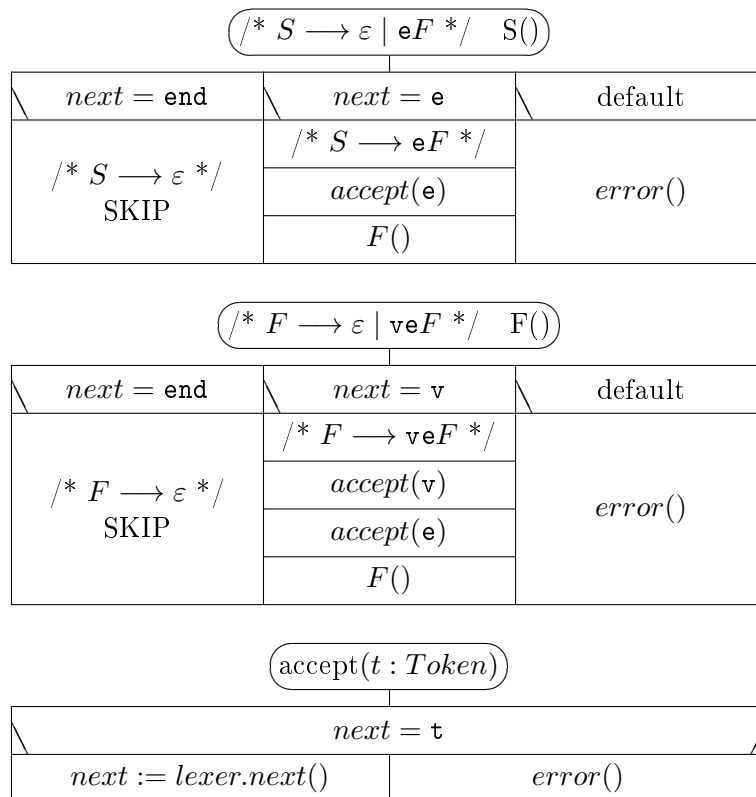 /* S ⟶ ε | eF */ S()
next = end next = e default
/* S ⟶ ε */
SKIP
/* S ⟶ eF */
accept(e)
F()
error()
/* F ⟶ ε | veF */ F()
next = end next = v default
/* F ⟶ ε */
SKIP
/* F ⟶ veF */
accept(v)
accept(e)
F()
error()
accept(t : Token)
next = t
next := lexer.next() error()